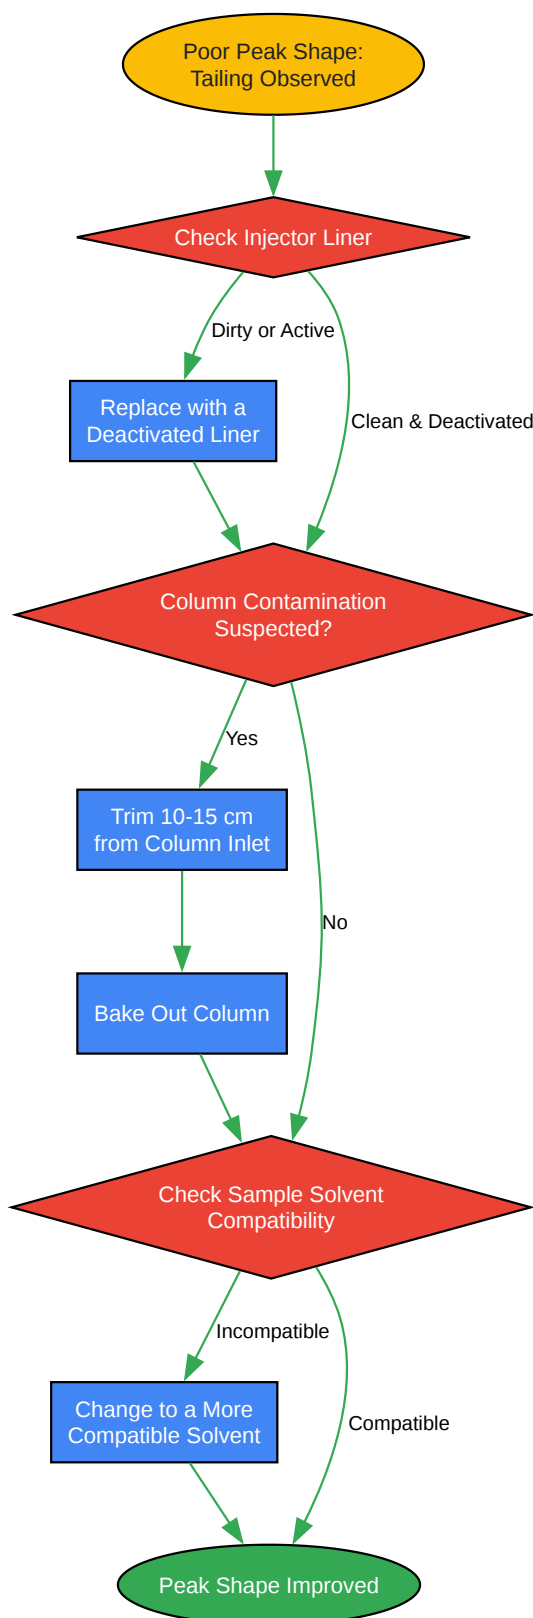 Poor Peak Shape:
Tailing Observed
Check Injector Liner
Dirty or Active
Replace with a
Deactivated Liner
Clean & Deactivated
Column Contamination
Suspected?
Yes
Trim 10-15 cm
from Column Inlet
No
Bake Out Column
Check Sample Solvent
Compatibility
Incompatible
Change to a More
Compatible Solvent
Compatible
Peak Shape Improved